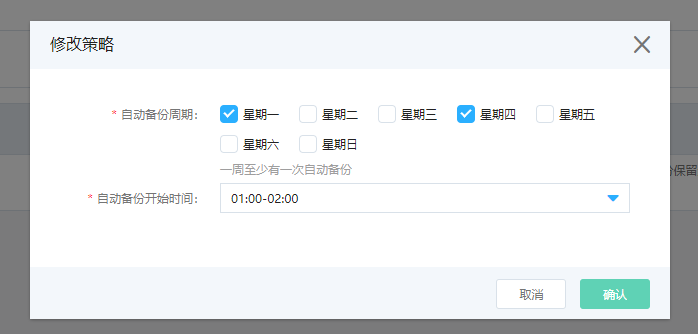 修改策略
* 自动备份周期: 星期一 星期二 星期三 星期四 星期五
星期六 星期日
一周至少有一次自动备份
份保留
* 自动备份开始时间: 01:00-02:00
取消 确认